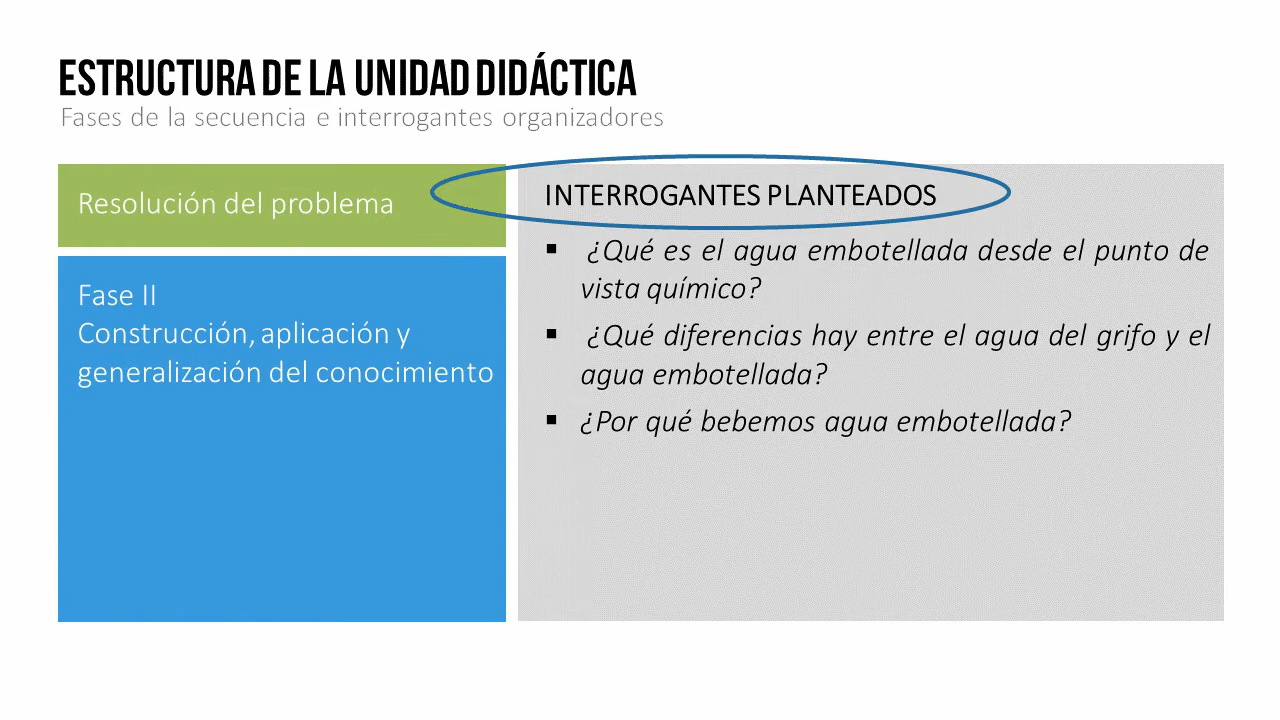 ESTRUCTURA DE LA UNIDAD DIDÁCTICA
Fases de la secuencia e interrogantes organizadores
Resolución del problema
Fase II
Construcción, aplicación y
generalización del conocimiento
INTERROGANTES PLANTEADOS
▪ ¿Qué es el agua embotellada desde el punto de
vista químico?
▪ ¿Qué diferencias hay entre el agua del grifo y el
agua embotellada?
▪ ¿Por qué bebemos agua embotellada?